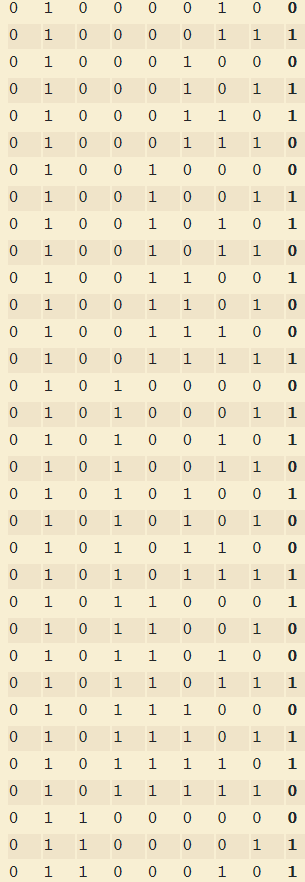 0 1 0 0 0 0 1 0 0
0 1 0 0 0 0 1 1 1
0 1 0 0 0 1 0 0 0
0 1 0 0 0 1 0 1 1
0 1 0 0 0 1 1 0 1
0 1 0 0 0 1 1 1 0
0 1 0 0 1 0 0 0 0
0 1 0 0 1 0 0 1 1
0 1 0 0 1 0 1 0 1
0 1 0 0 1 0 1 1 0
0 1 0 0 1 1 0 0 1
0 1 0 0 1 1 0 1 0
0 1 0 0 1 1 1 0 0
0 1 0 0 1 1 1 1 1
0 1 0 1 0 0 0 0 0
0 1 0 1 0 0 0 1 1
0 1 0 1 0 0 1 0 1
0 1 0 1 0 0 1 1 0
0 1 0 1 0 1 0 0 1
0 1 0 1 0 1 0 1 0
0 1 0 1 0 1 1 0 0
0 1 0 1 0 1 1 1 1
0 1 0 1 1 0 0 0 1
0 1 0 1 1 0 0 1 0
0 1 0 1 1 0 1 0 0
0 1 0 1 1 0 1 1 1
0 1 0 1 1 1 0 0 0
0 1 0 1 1 1 0 1 1
0 1 0 1 1 1 1 0 1
0 1 0 1 1 1 1 1 0
0 1 1 0 0 0 0 0 0
0 1 1 0 0 0 0 1 1
0 1 1 0 0 0 1 0 1